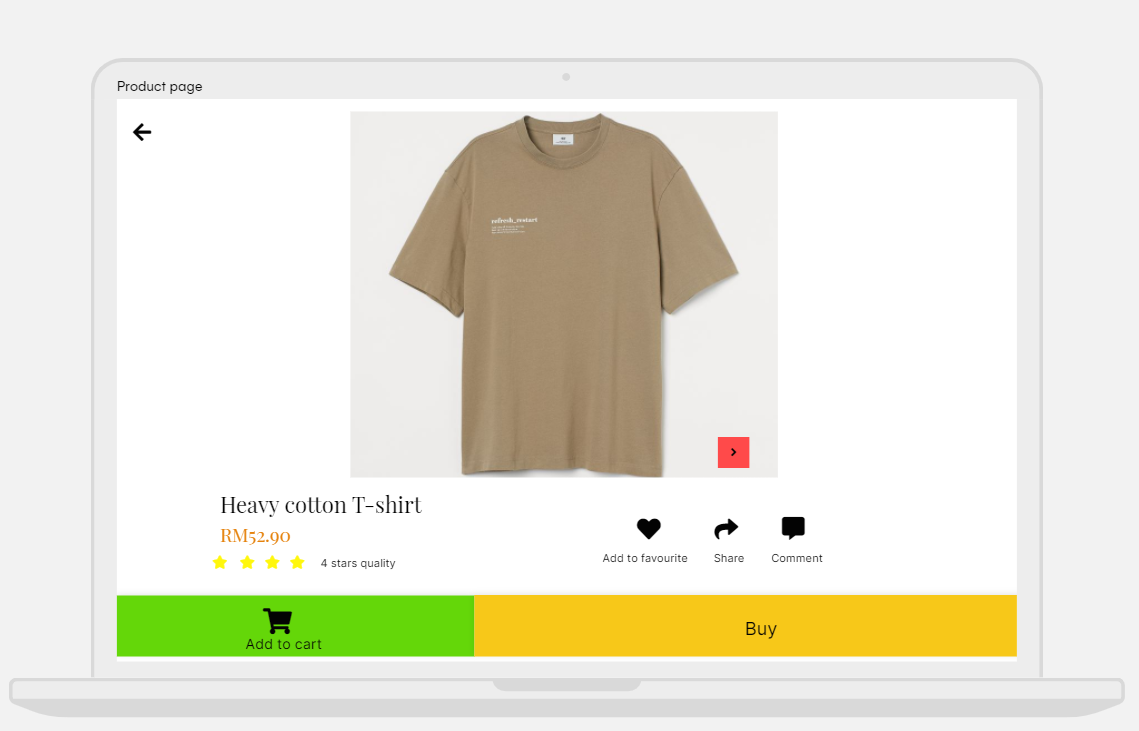 Product page
refresh_restart
Heavy cotton T-shirt
RM52.90
4 stars quality
Add to favourite
Share
Comment
Add to cart
Buy